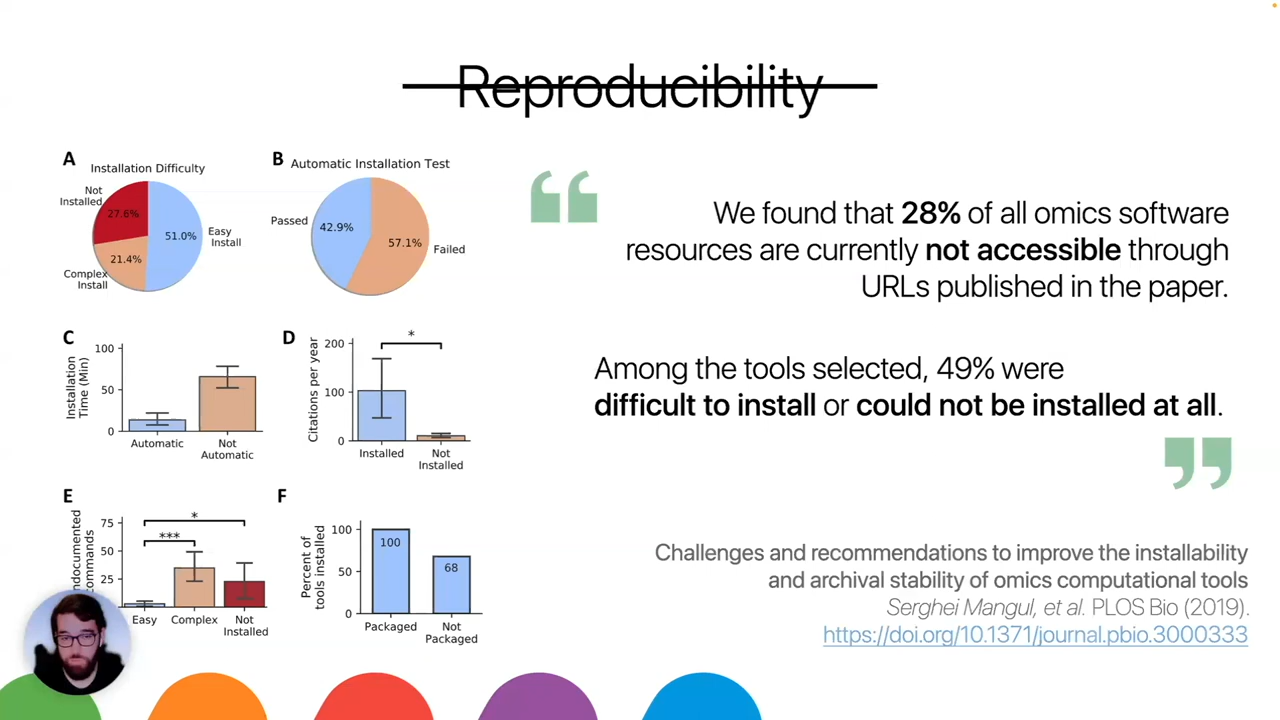 Reproducibility
A
Installation Difficulty
Not
Installed
27.6%
51.0%
Easy
Install
21.4%
Complex
Install
B
Automatic Installation Test
Passed
42.9%
57.1%
Failed
“
We found that 28% of all omics software
resources are currently not accessible through
URLs published in the paper.
Among the tools selected, 49% were
difficult to install or could not be installed at all.
”
C
Installation
Time (Min)
100
50
0
Automatic
Not
Automatic
D
Citations per year
200
100
0
*
Installed
Not
Installed
E
commands
75
50
25
*
***
Easy
Complex
Not
Installed
F
Percent of
tools installed
100
50
0
100
68
Packaged
Not
Packaged
Challenges and recommendations to improve the installability
and archival stability of omics computational tools
Serghei Mangul, et al. PLOS Bio (2019).
https://doi.org/10.1371/journal.pbio.3000333